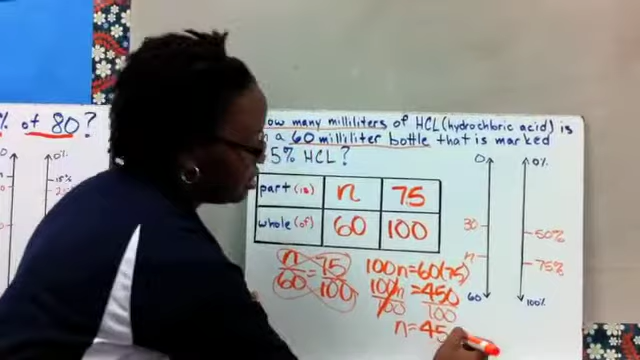 % of 80?
0%
15%
ow many milliliters of HCL (hydrochloric acid) is
a 60 milliliter bottle that is marked
5% HCL?
part (is) n 75
whole (of) 60 100
n/60 = 75/100
100n = 60(75)
100n/100 = 450/100
n = 45
0 0%
30 50%
n 75%
60 100%